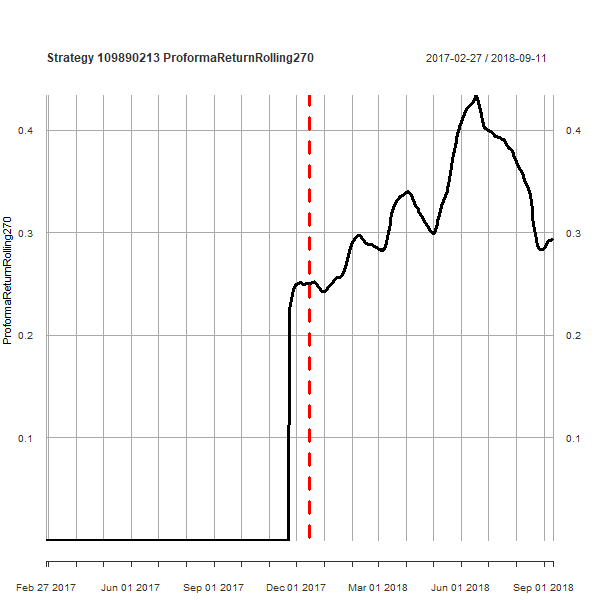 Strategy 109890213 ProformaReturnRolling270
2017-02-27 / 2018-09-11
ProformaReturnRolling270
0.4
0.3
0.2
0.1
0.4
0.3
0.2
0.1
Feb 27 2017
Jun 01 2017
Sep 01 2017
Dec 01 2017
Mar 01 2018
Jun 01 2018
Sep 01 2018